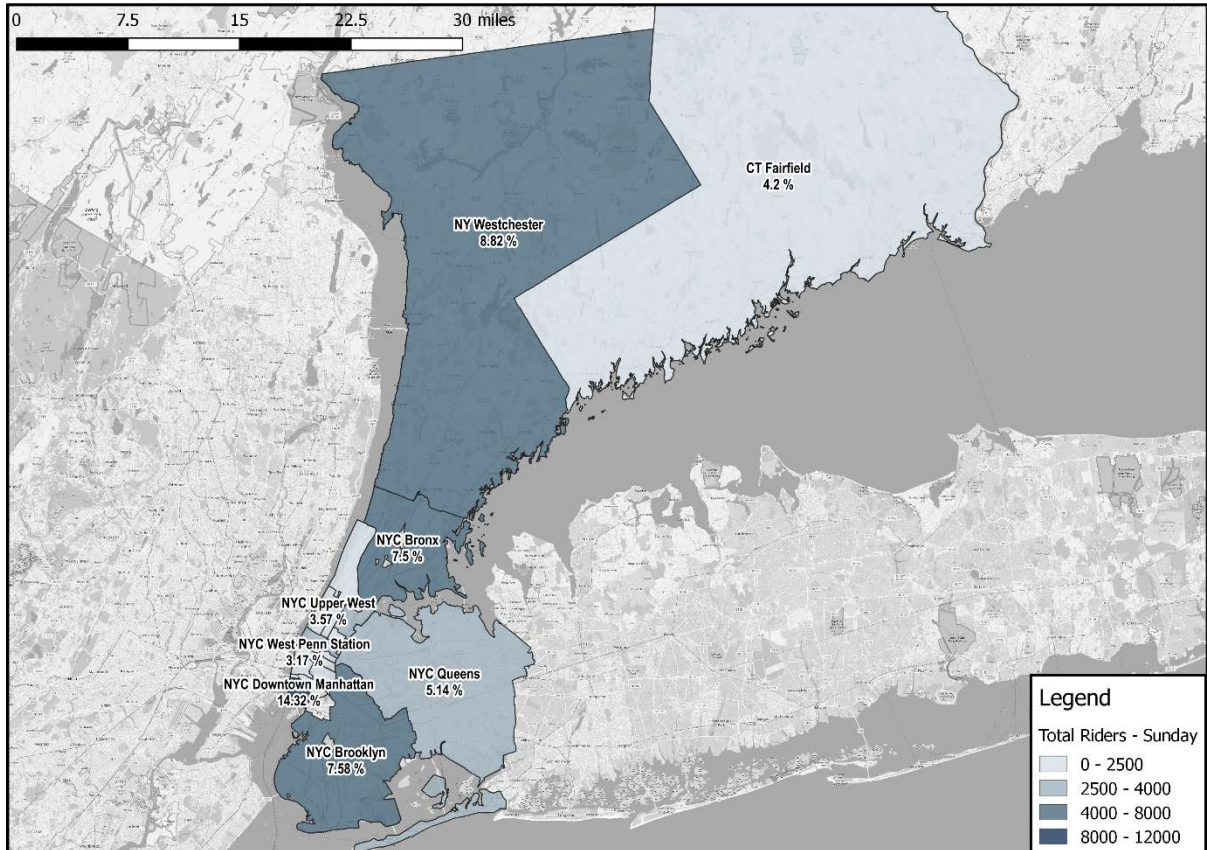 0 7.5 15 22.5 30 miles
CT Fairfield
4.2 %
NY Westchester
8.82 %
NYC Bronx
7.5 %
NYC Upper West
3.57 %
NYC West Penn Station
3.17 %
NYC Queens
5.14 %
NYC Downtown Manhattan
14.32 %
NYC Brooklyn
7.58 %
Legend
Total Riders - Sunday
0 - 2500
2500 - 4000
4000 - 8000
8000 - 12000